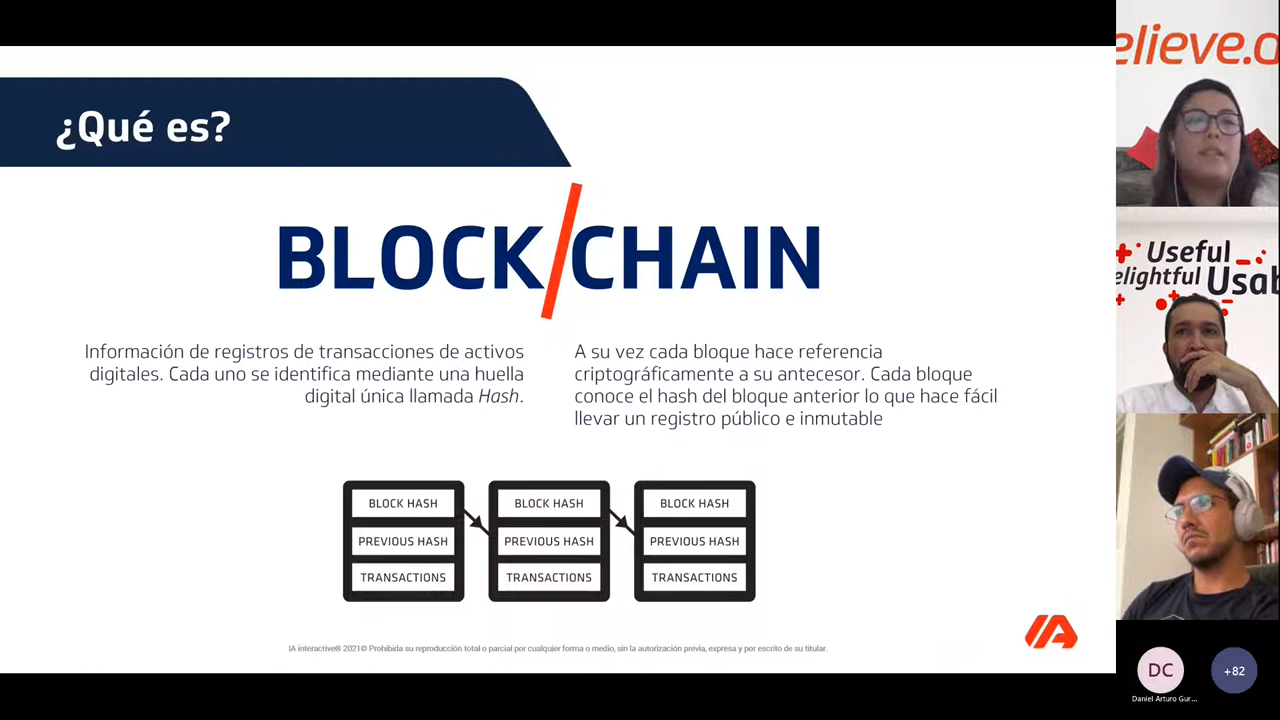 ¿Qué es?
BLOCK/CHAIN
Información de registros de transacciones de activos
digitales. Cada uno se identifica mediante una huella
digital única llamada Hash.
A su vez cada bloque hace referencia
criptográficamente a su antecesor. Cada bloque
conoce el hash del bloque anterior lo que hace fácil
llevar un registro público e inmutable
BLOCK HASH
PREVIOUS HASH
TRANSACTIONS
BLOCK HASH
PREVIOUS HASH
TRANSACTIONS
BLOCK HASH
PREVIOUS HASH
TRANSACTIONS
IA interactive® 2021© Prohibida su reproducción total o parcial por cualquier forma o medio, sin la autorización previa, expresa y por escrito de su titular.
IA
elieve.
Useful
elightful Usab
DC
+82
Daniel Arturo Gur...